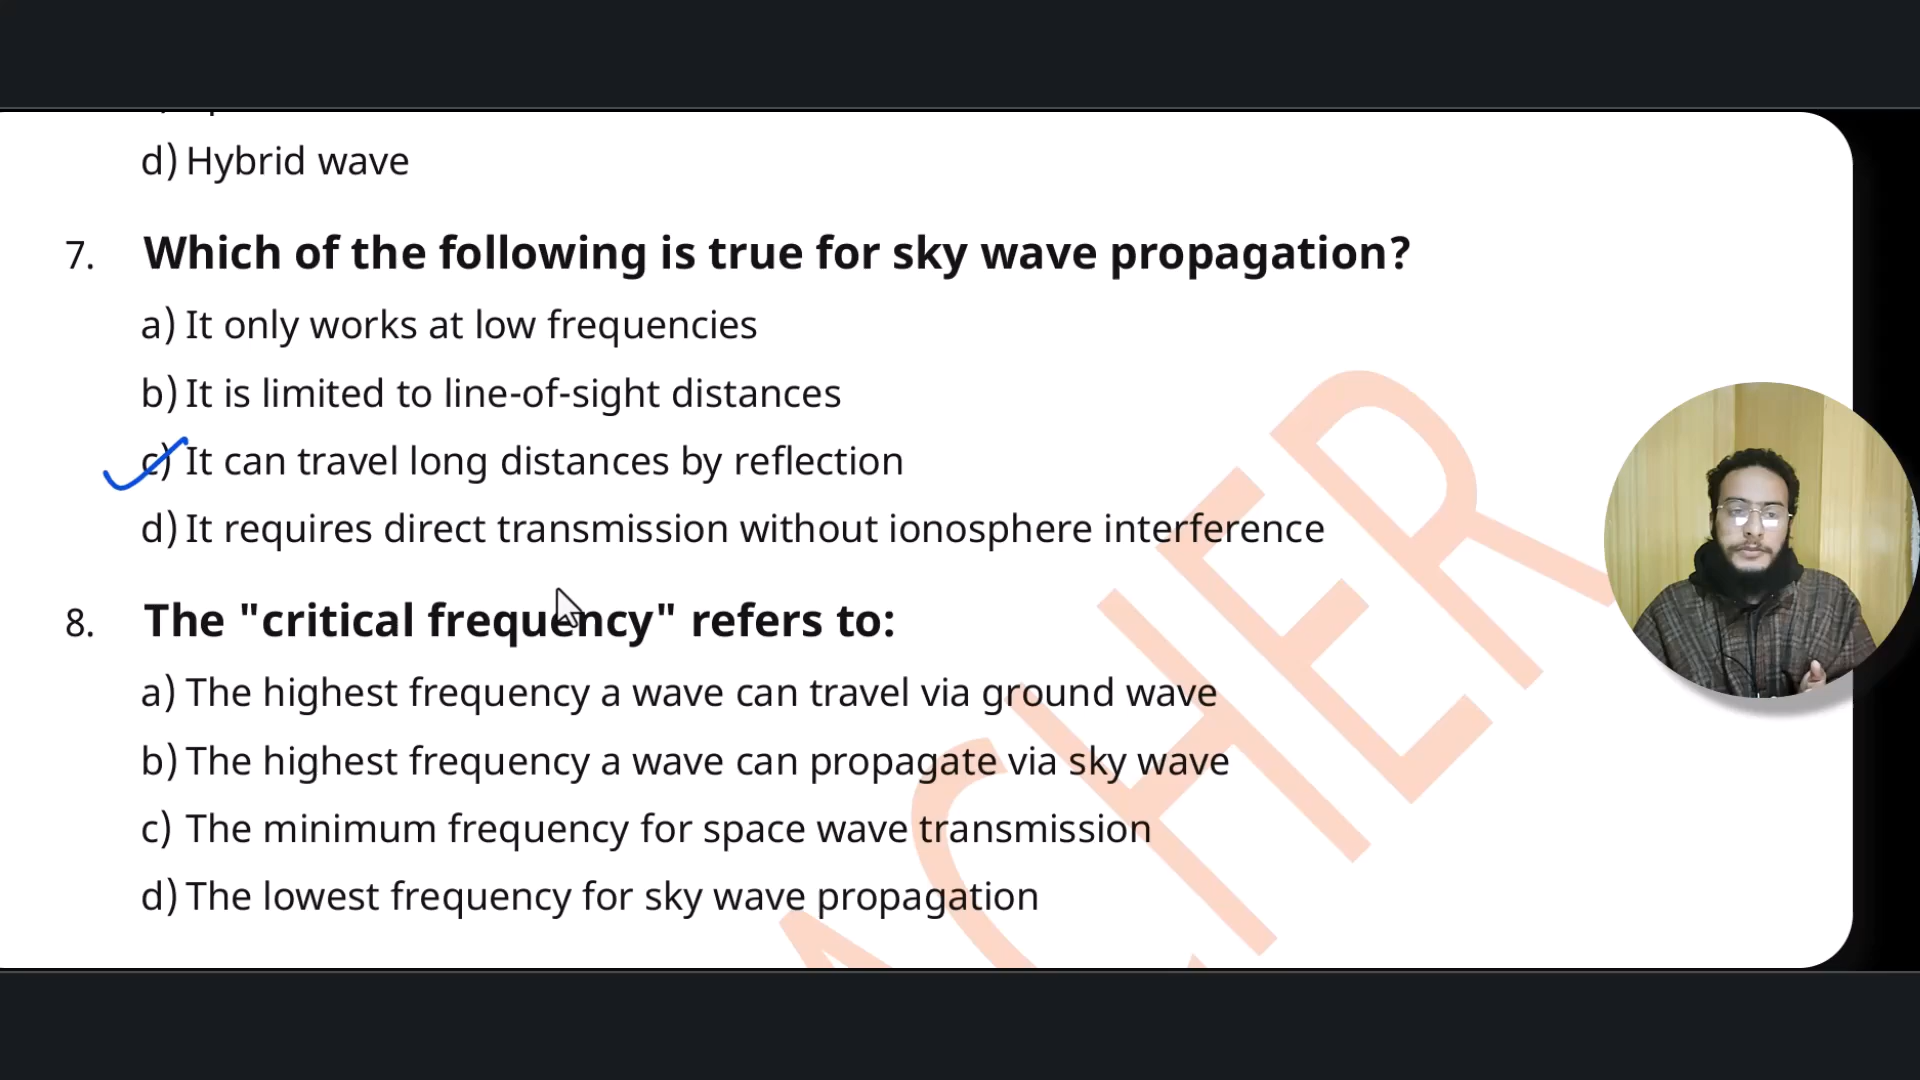 d) Hybrid wave
7. Which of the following is true for sky wave propagation?
a) It only works at low frequencies
b) It is limited to line-of-sight distances
c) It can travel long distances by reflection
d) It requires direct transmission without ionosphere interference
8. The "critical frequency" refers to:
a) The highest frequency a wave can travel via ground wave
b) The highest frequency a wave can propagate via sky wave
c) The minimum frequency for space wave transmission
d) The lowest frequency for sky wave propagation
ACHER